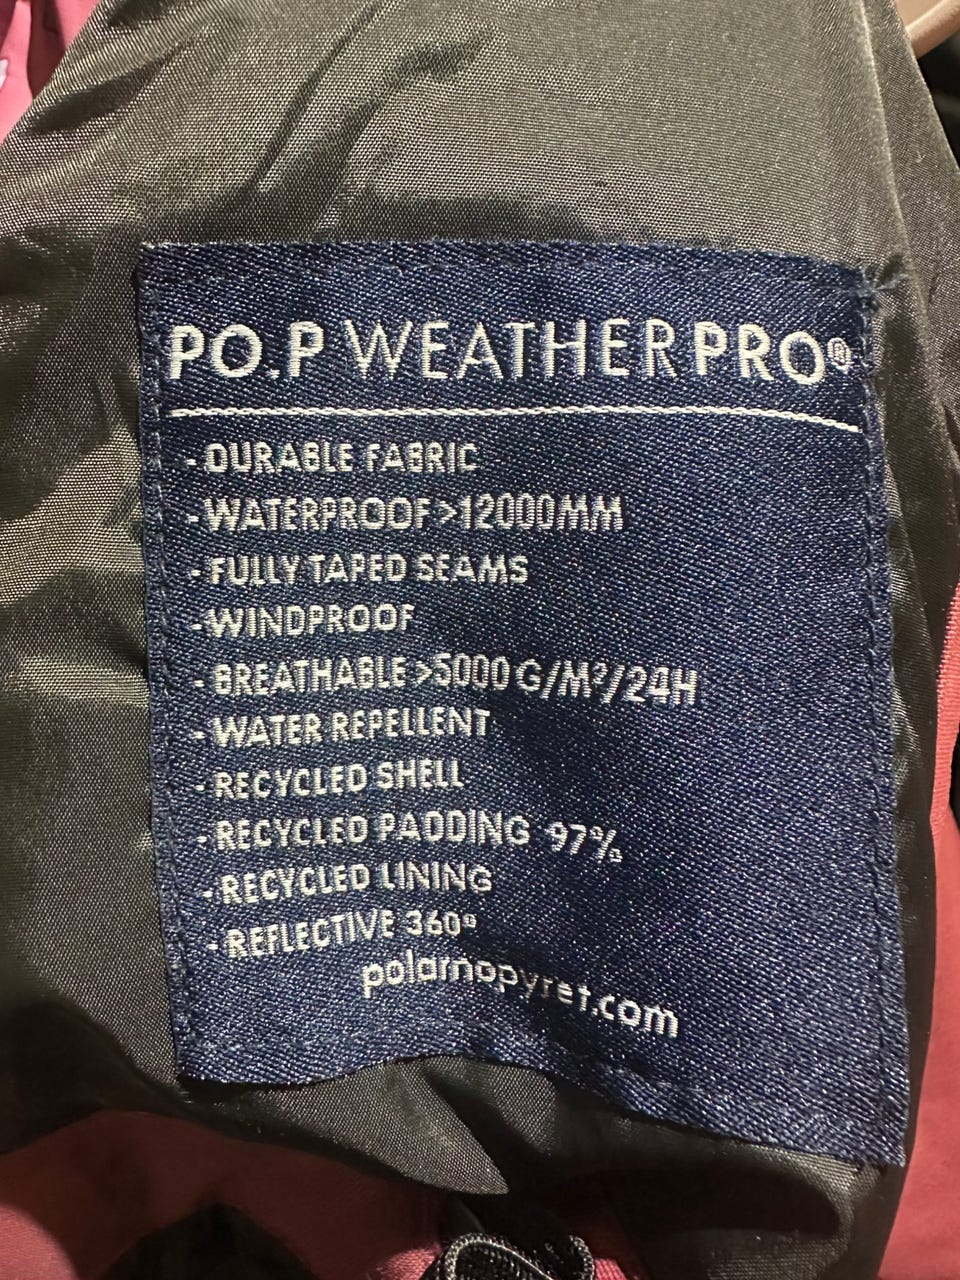 PO.P WEATHERPRO®
- DURABLE FABRIC
- WATERPROOF>12000MM
- FULLY TAPED SEAMS
-WINDPROOF
- BREATHABLE >5000 G/M²/24H
- WATER REPELLENT
- RECYCLED SHELL
- RECYCLED PADDING 97%
- RECYCLED LINING
- REFLECTIVE 360°
polarnopyret.com